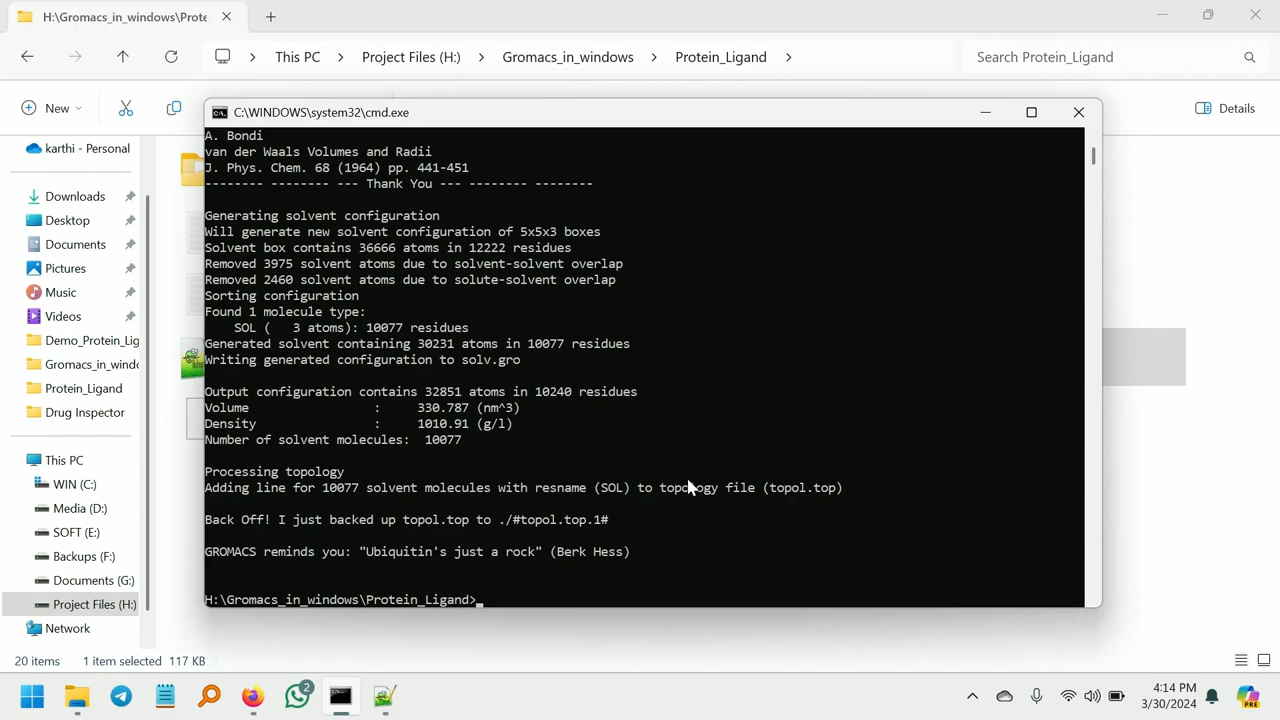 H:\Gromacs_in_windows\Prote
This PC
Project Files (H:)
Gromacs_in_windows
Protein_Ligand
Search Protein_Ligand
New
Details
C:\WINDOWS\system32\cmd.exe
karthi - Personal
Downloads
Desktop
Documents
Pictures
Music
Videos
Demo_Protein_Lig
Gromacs_in_windo
Protein_Ligand
Drug Inspector
This PC
WIN (C:)
Media (D:)
SOFT (E:)
Backups (F:)
Documents (G:)
Project Files (H:)
Network
A. Bondi
van der Waals Volumes and Radii
J. Phys. Chem. 68 (1964) pp. 441-451
-------- -------- --- Thank You --- -------- --------
Generating solvent configuration
Will generate new solvent configuration of 5x5x3 boxes
Solvent box contains 36666 atoms in 12222 residues
Removed 3975 solvent atoms due to solvent-solvent overlap
Removed 2460 solvent atoms due to solute-solvent overlap
Sorting configuration
Found 1 molecule type:
SOL (   3 atoms): 10077 residues
Generated solvent containing 30231 atoms in 10077 residues
Writing generated configuration to solv.gro
Output configuration contains 32851 atoms in 10240 residues
Volume                 :     330.787 (nm^3)
Density                :     1010.91 (g/l)
Number of solvent molecules:  10077
Processing topology
Adding line for 10077 solvent molecules with resname (SOL) to topology file (topol.top)
Back Off! I just backed up topol.top to ./#topol.top.1#
GROMACS reminds you: "Ubiquitin's just a rock" (Berk Hess)
H:\Gromacs_in_windows\Protein_Ligand>_
20 items
1 item selected 117 KB
2
4:14 PM
3/30/2024
PRE